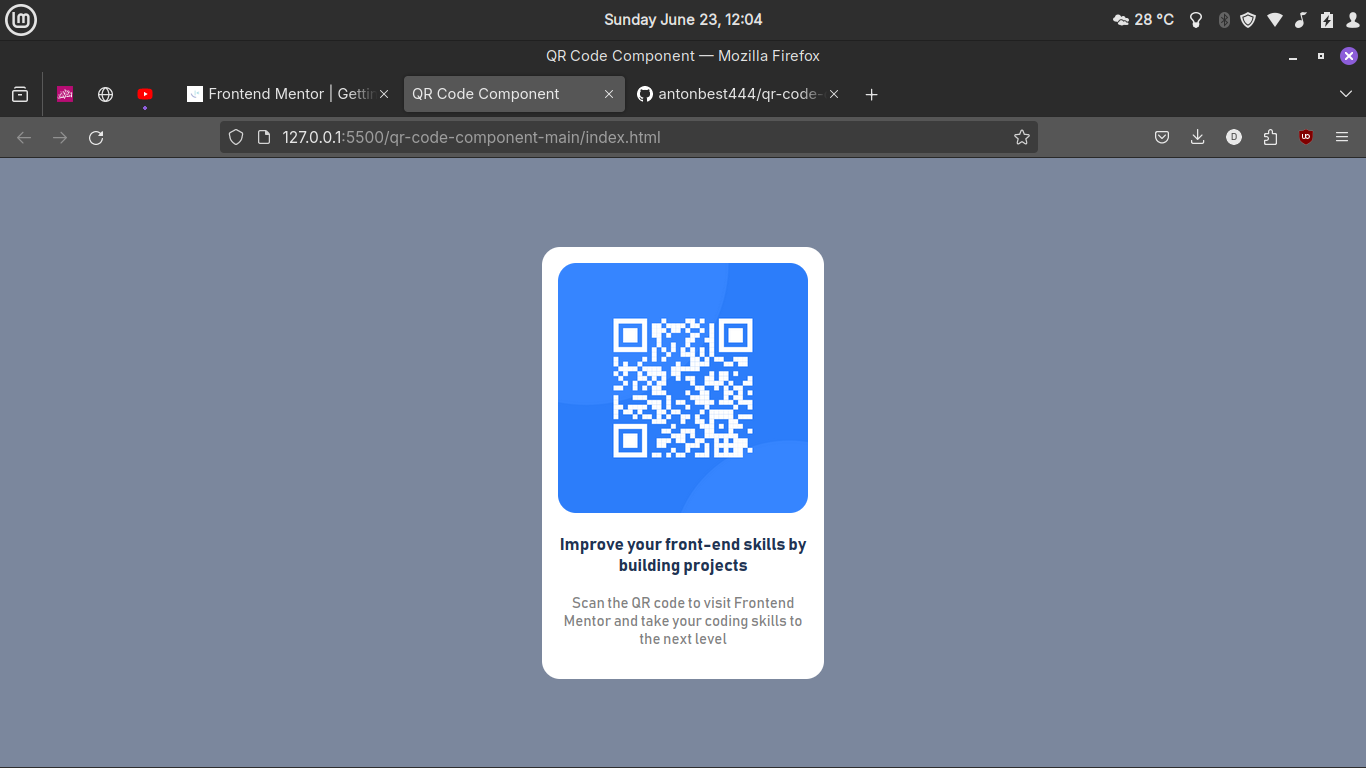 Sunday June 23, 12:04
28 °C
QR Code Component — Mozilla Firefox
Frontend Mentor | Gettin
QR Code Component
antonbest444/qr-code-
127.0.0.1:5500/qr-code-component-main/index.html
D
Improve your front-end skills by
building projects
Scan the QR code to visit Frontend
Mentor and take your coding skills to
the next level